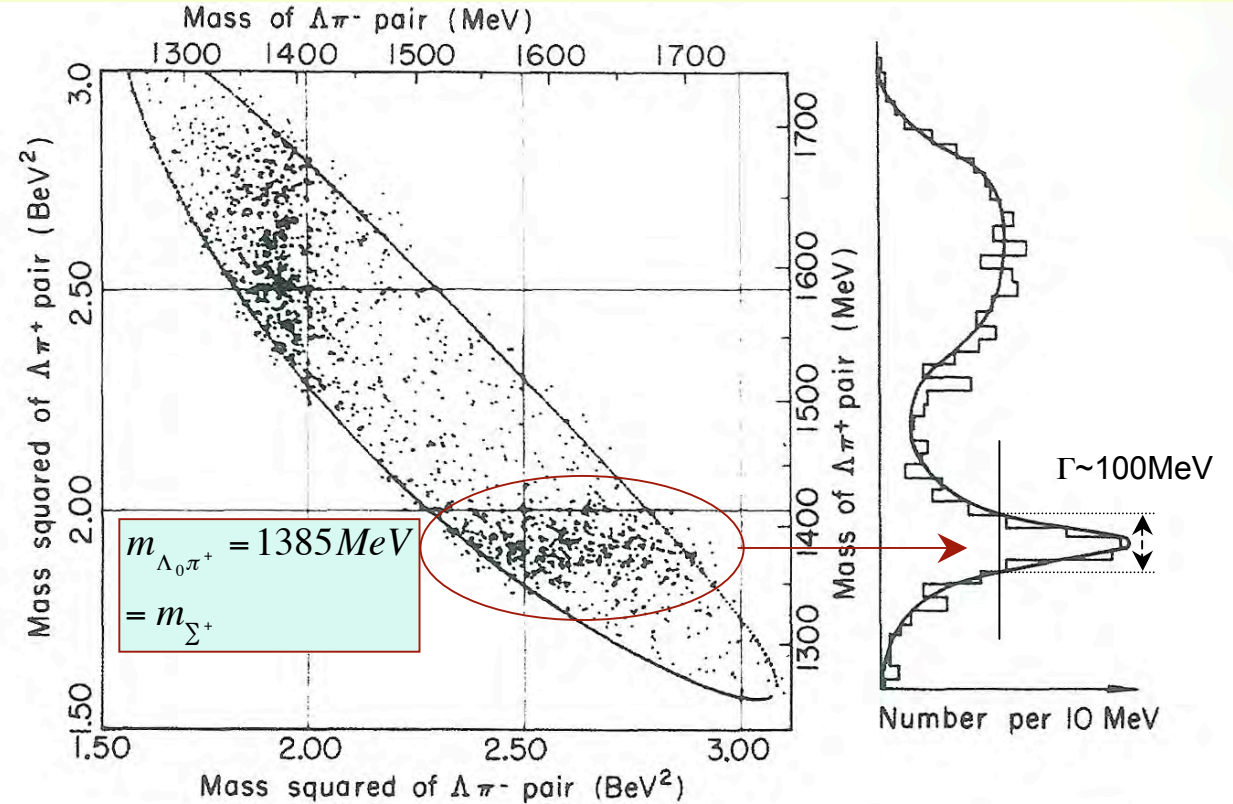 Mass of Λπ⁻ pair (MeV)
1300 1400 1500 1600 1700
3.0
2.50
2.00
1.50
Mass squared of Λπ⁺ pair (BeV²)
1700
1600
1500
1400
1300
Mass of Λπ⁺ pair (MeV)
m_{Λ₀π⁺} = 1385 MeV
= m_{Σ⁺}
Γ~100MeV
1.50 2.00 2.50 3.00
Mass squared of Λπ⁻ pair (BeV²)
Number per 10 MeV